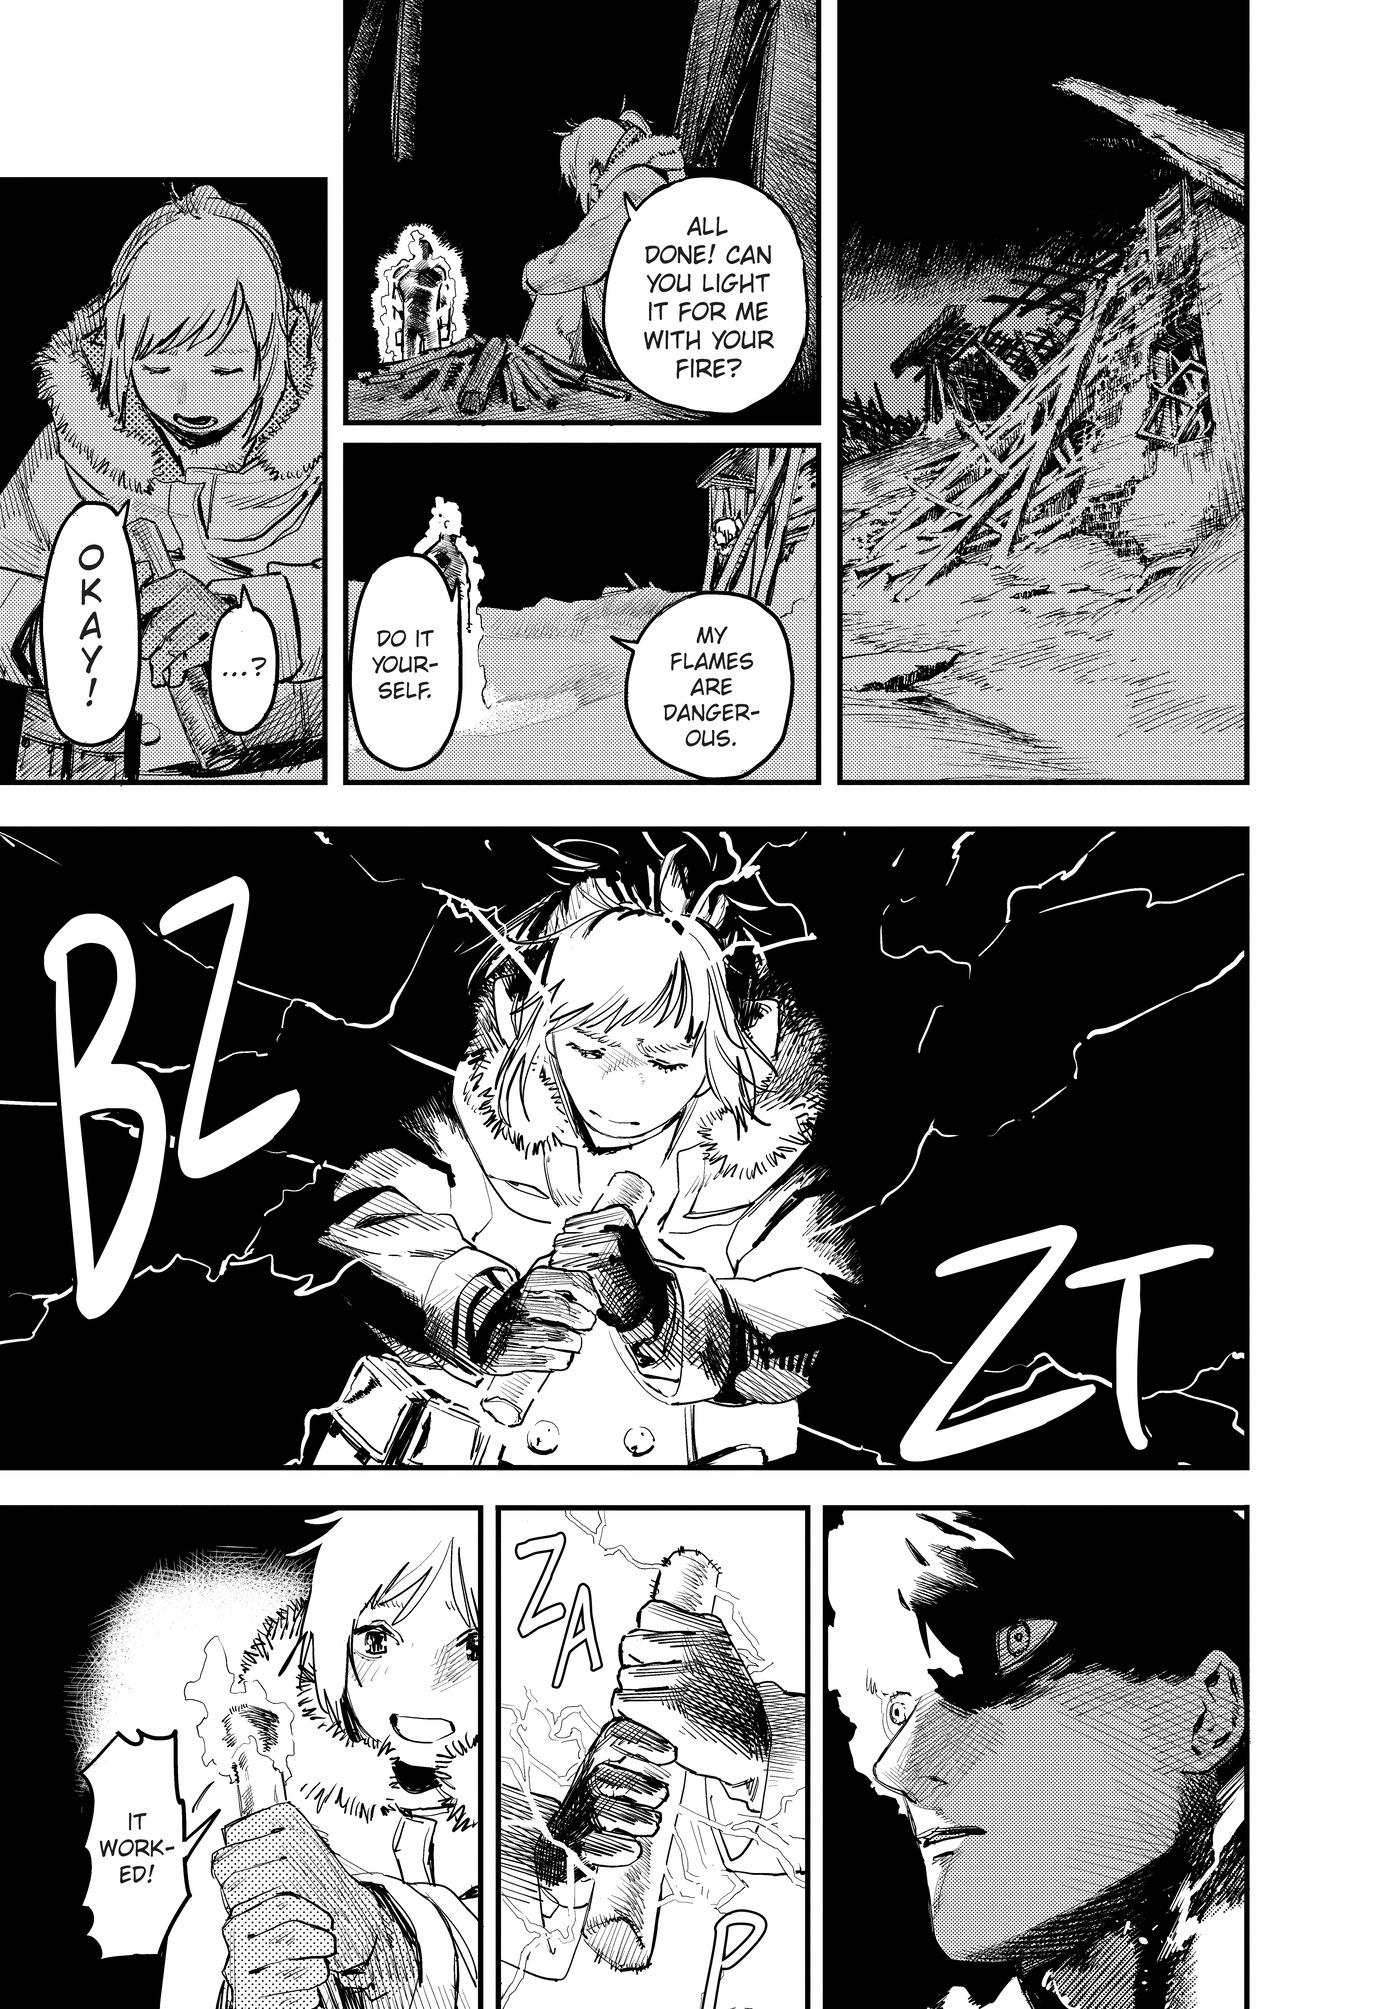 ALL
DONE! CAN
YOU LIGHT
IT FOR ME
WITH YOUR
FIRE?
MY
FLAMES
ARE
DANGER-
OUS.
DO IT
YOUR-
SELF.
...?
OKAY!
BZ
ZT
ZAP
IT
WORK-
ED!